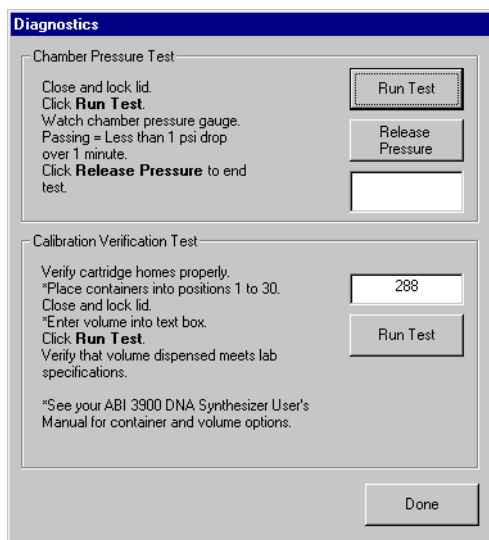 Diagnostics
Chamber Pressure Test
Close and lock lid.
Click Run Test.
Watch chamber pressure gauge.
Passing = Less than 1 psi drop
over 1 minute.
Click Release Pressure to end
test.
Run Test
Release
Pressure
Calibration Verification Test
Verify cartridge homes properly.
*Place containers into positions 1 to 30.
Close and lock lid.
*Enter volume into text box.
Click Run Test.
Verify that volume dispensed meets lab
specifications.
*See your ABI 3900 DNA Synthesizer User's
Manual for container and volume options.
288
Run Test
Done